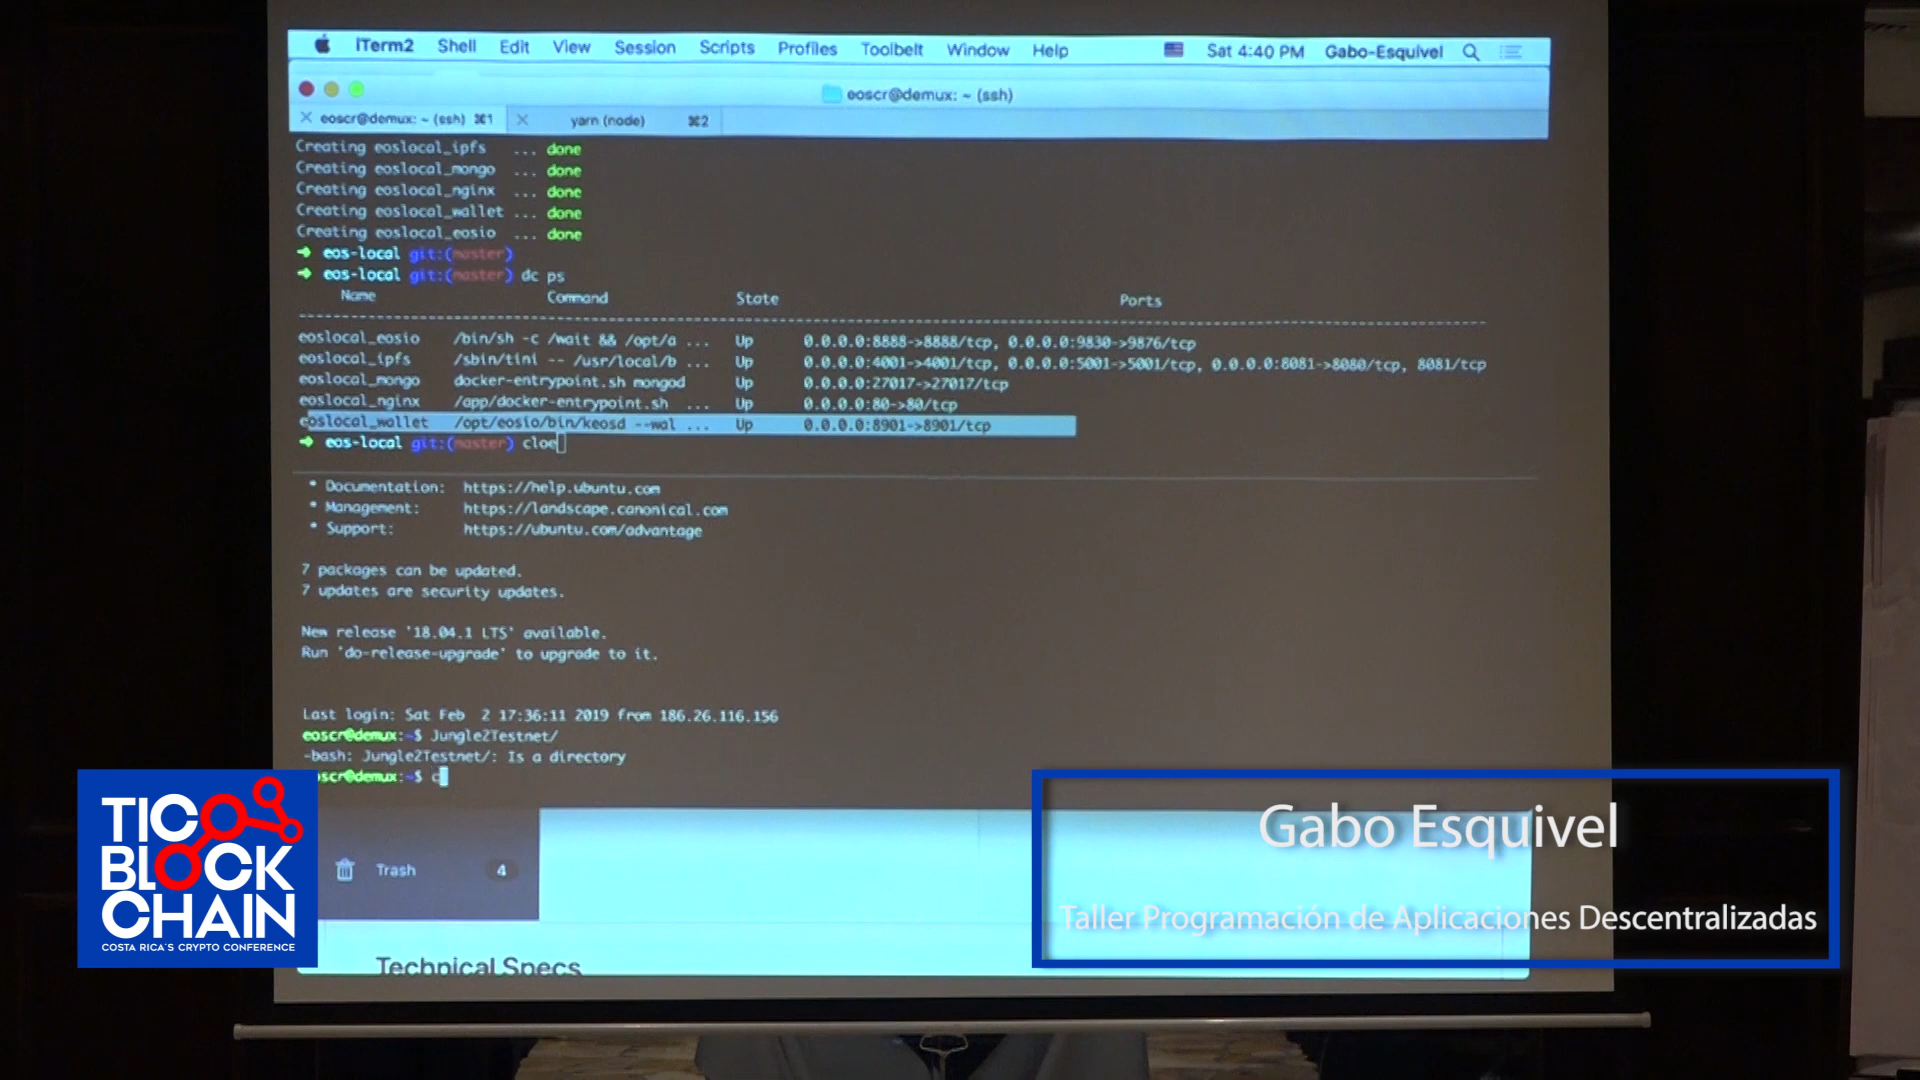 iTerm2 Shell Edit View Session Scripts Profiles Toolbelt Window Help Sat 4:40 PM Gabo-Esquivel
eoscr@demux: ~ (ssh)
eoscr@demux: ~ (ssh) ⌘1 yarn (node) ⌘2
Creating eoslocal_ipfs ... done
Creating eoslocal_mongo ... done
Creating eoslocal_nginx ... done
Creating eoslocal_wallet ... done
Creating eoslocal_eosio ... done
➜ eos-local git:(master)
➜ eos-local git:(master) dc ps
Name Command State Ports
--------------------------------------------------------------------------------
eoslocal_eosio /bin/sh -c /wait && /opt/a ... Up 0.0.0.0:8888->8888/tcp, 0.0.0.0:9830->9876/tcp
eoslocal_ipfs /sbin/tini -- /usr/local/b ... Up 0.0.0.0:4001->4001/tcp, 0.0.0.0:5001->5001/tcp, 0.0.0.0:8081->8080/tcp, 8081/tcp
eoslocal_mongo docker-entrypoint.sh mongod Up 0.0.0.0:27017->27017/tcp
eoslocal_nginx /app/docker-entrypoint.sh ... Up 0.0.0.0:80->80/tcp
eoslocal_wallet /opt/eosio/bin/keosd --wal ... Up 0.0.0.0:8901->8901/tcp
➜ eos-local git:(master) cloe
* Documentation: https://help.ubuntu.com
* Management: https://landscape.canonical.com
* Support: https://ubuntu.com/advantage
7 packages can be updated.
7 updates are security updates.
New release '18.04.1 LTS' available.
Run 'do-release-upgrade' to upgrade to it.
Last login: Sat Feb 2 17:36:11 2019 from 186.26.116.156
eoscr@demux:~$ Jungle2Testnet/
-bash: Jungle2Testnet/: Is a directory
oscr@demux:~$ c
Trash 4
Technical Specs
TICO
BLOCK
CHAIN
COSTA RICA'S CRYPTO CONFERENCE
Gabo Esquivel
Taller Programación de Aplicaciones Descentralizadas